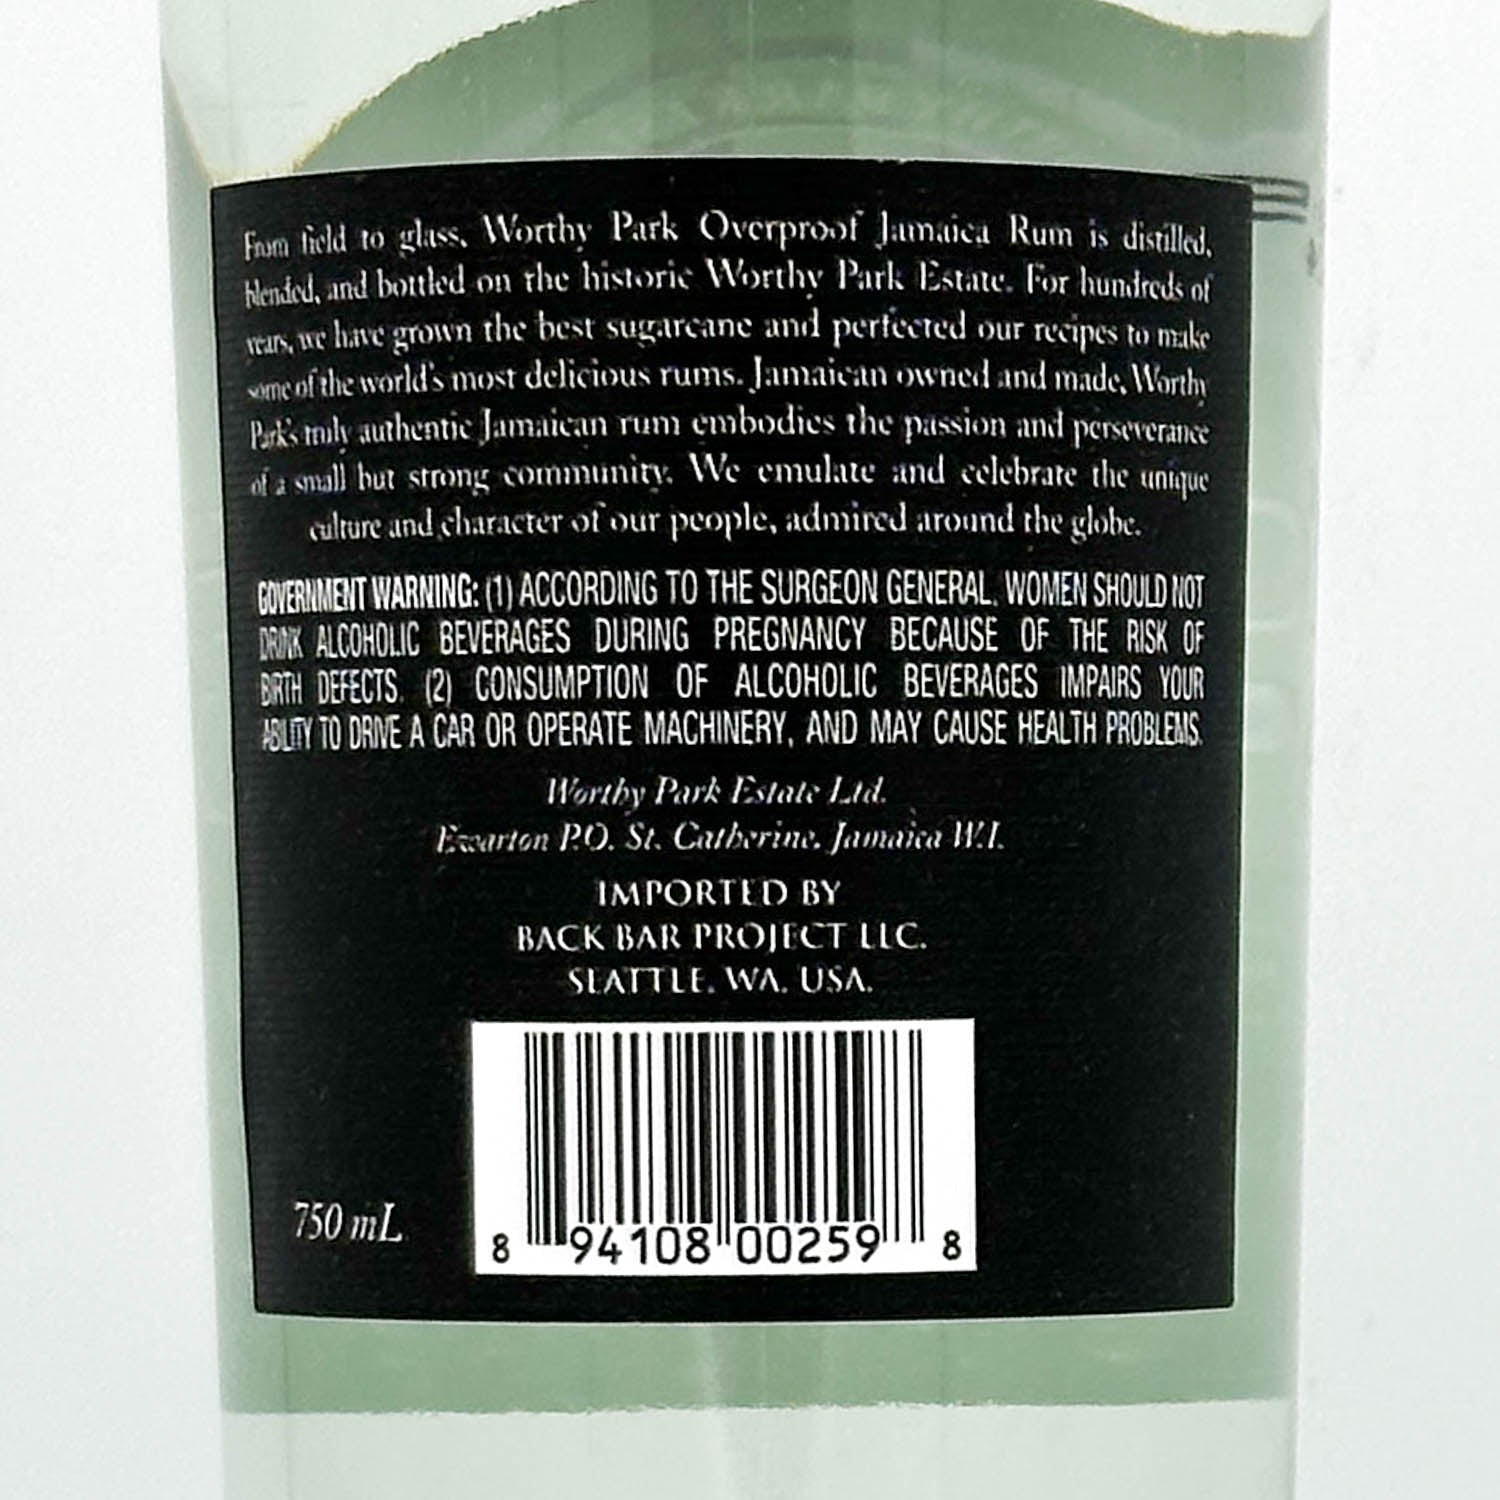 From field to glass, Worthy Park Overproof Jamaica Rum is distilled,
blended, and bottled on the historic Worthy Park Estate. For hundreds of
years, we have grown the best sugarcane and perfected our recipes to make
some of the world's most delicious rums. Jamaican owned and made, Worthy
Park's truly authentic Jamaican rum embodies the passion and perseverance
of a small but strong community. We emulate and celebrate the unique
culture and character of our people, admired around the globe.
GOVERNMENT WARNING: (1) ACCORDING TO THE SURGEON GENERAL, WOMEN SHOULD NOT
DRINK ALCOHOLIC BEVERAGES DURING PREGNANCY BECAUSE OF THE RISK OF
BIRTH DEFECTS. (2) CONSUMPTION OF ALCOHOLIC BEVERAGES IMPAIRS YOUR
ABILITY TO DRIVE A CAR OR OPERATE MACHINERY, AND MAY CAUSE HEALTH PROBLEMS.
Worthy Park Estate Ltd.
Ewarton P.O. St. Catherine. Jamaica W.I.
IMPORTED BY
BACK BAR PROJECT LLC.
SEATTLE, WA. USA.
750 mL
8 94108 00259 8